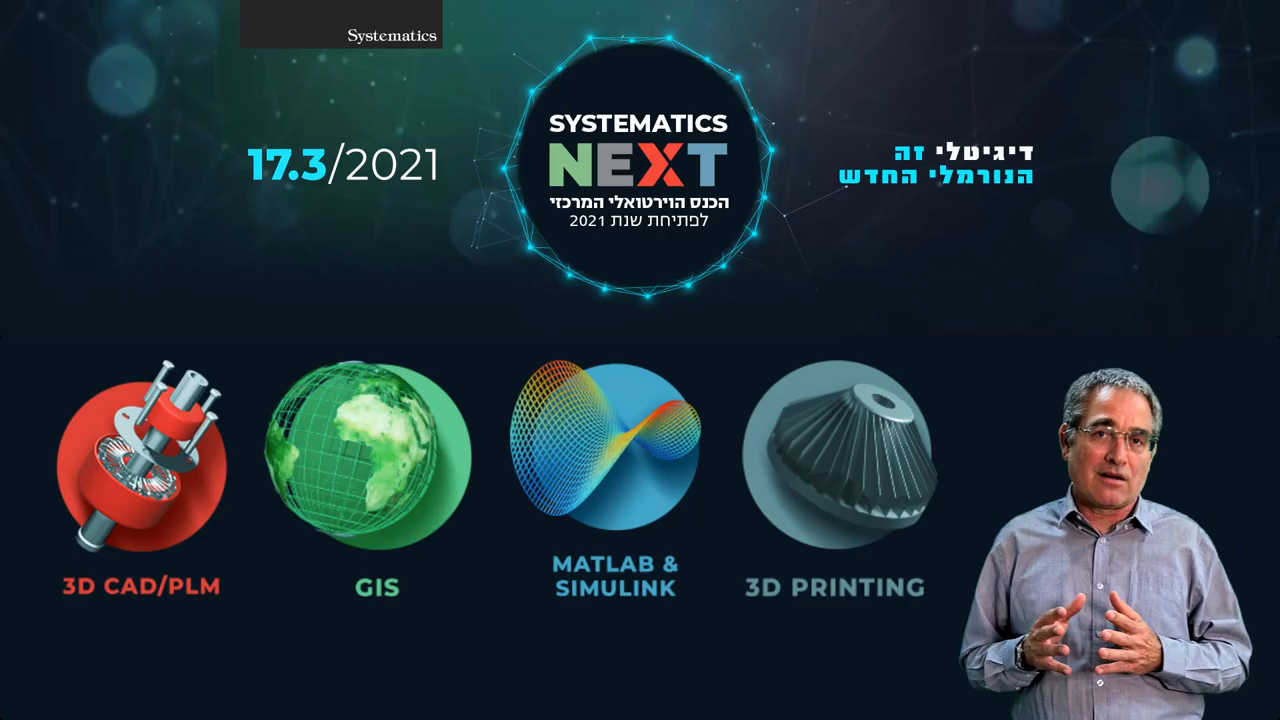 Systematics
17.3/2021
SYSTEMATICS
NEXT
הכנס הוירטואלי המרכזי
לפתיחת שנת 2021
דיגיטלי זה
הנורמלי החדש
3D CAD/PLM
GIS
MATLAB &
SIMULINK
3D PRINTING